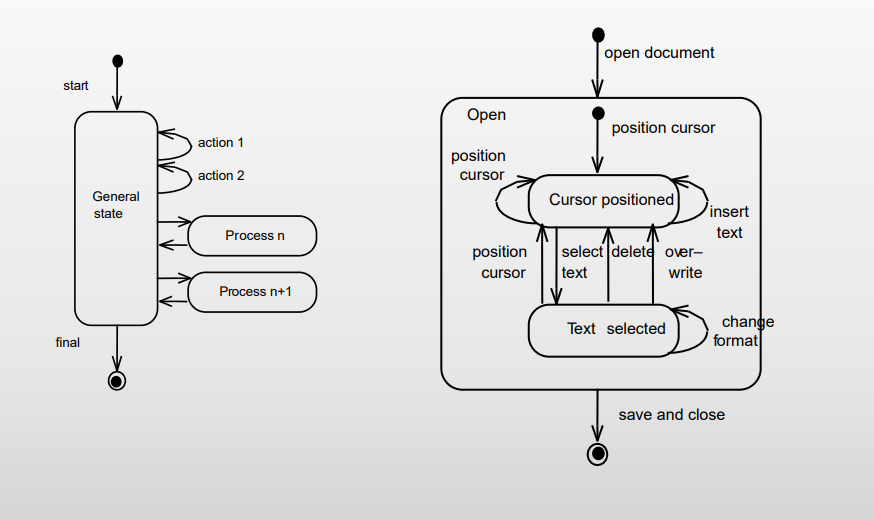 start
action 1
action 2
General
state
Process n
Process n+1
final
open document
Open
position cursor
position
cursor
Cursor positioned
insert
text
position
cursor
select
text
delete
over–
write
Text selected
change
format
save and close